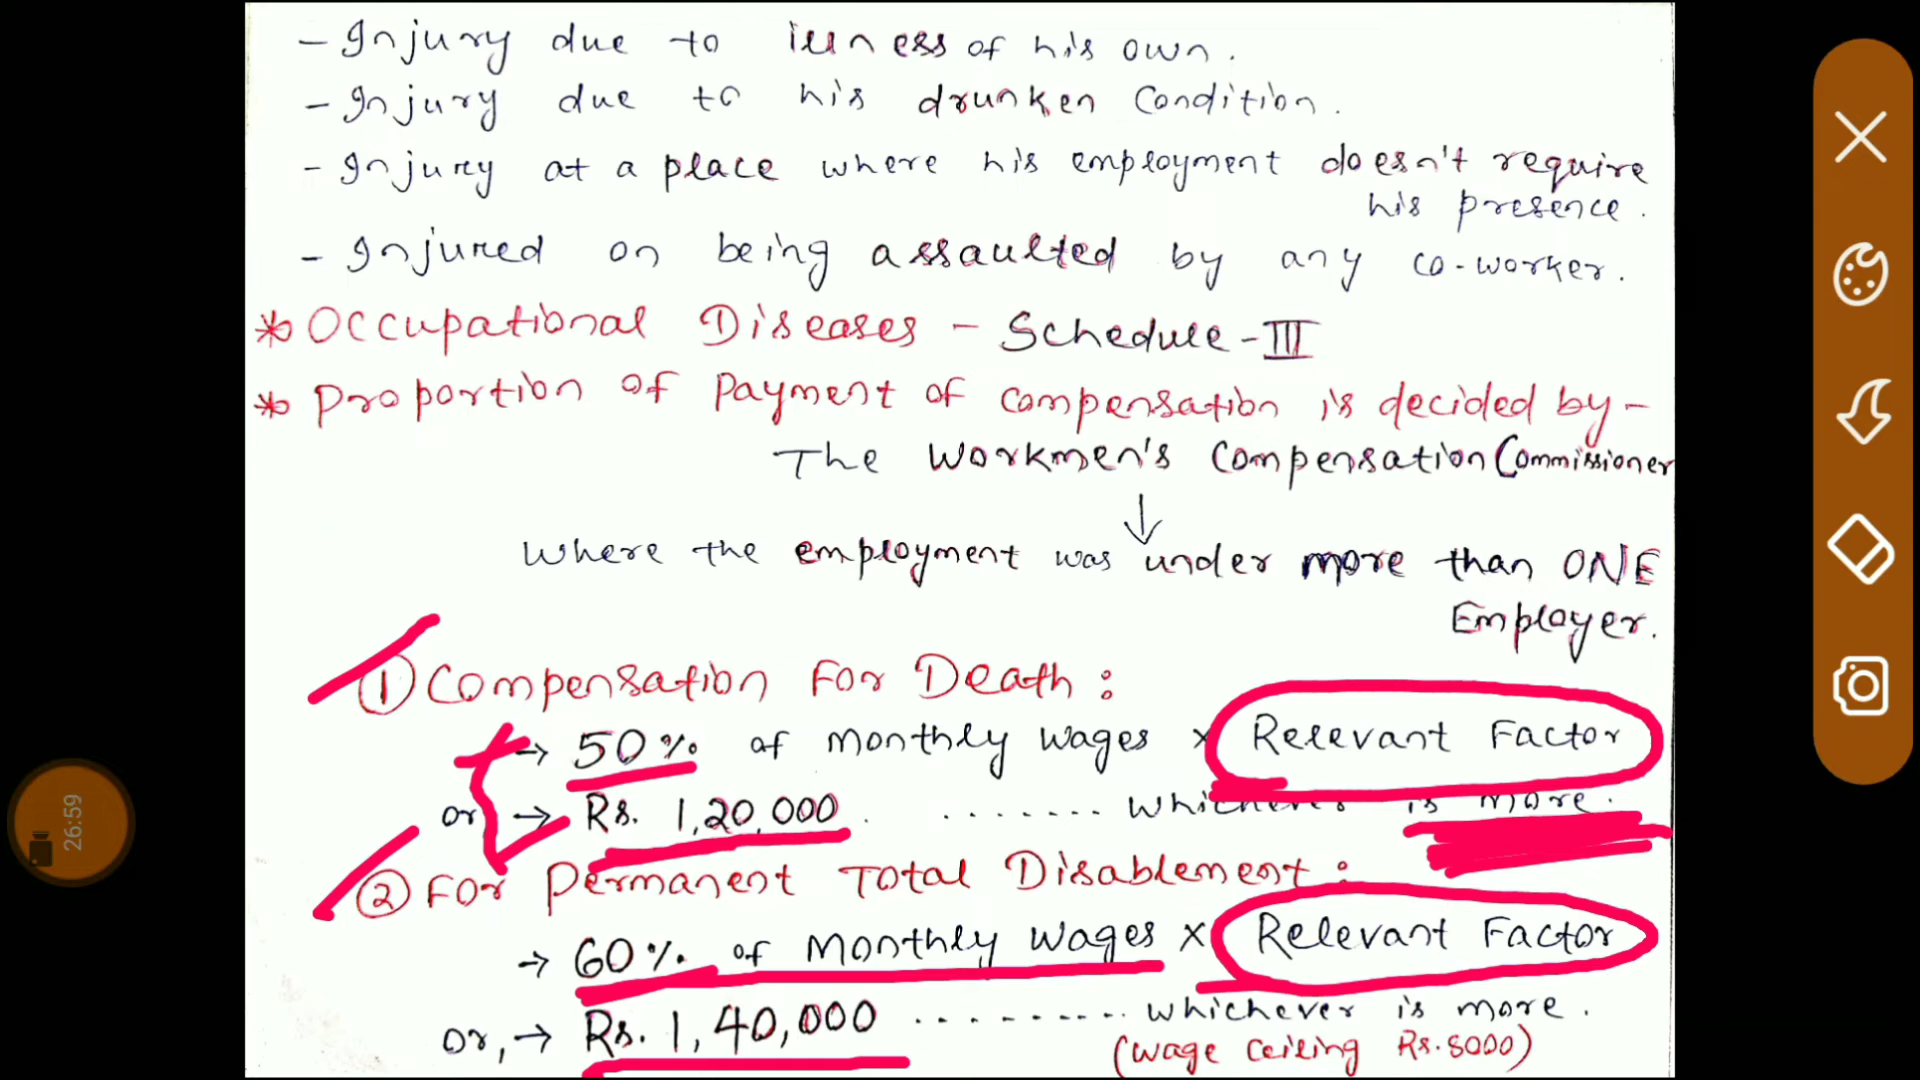 - Injury due to illness of his own.
- Injury due to his drunken condition.
- Injury at a place where his employment doesn't require his presence.
- Injured on being assaulted by any co-worker.
* Occupational Diseases - Schedule-III
* Proportion of Payment of compensation is decided by -
The Workmen's Compensation Commissioner
↓
Where the employment was under more than ONE Employer.
① Compensation For Death :
→ 50% of monthly wages × Relevant Factor
or → Rs. 1,20,000 ....... whichever is more.
② For Permanent Total Disablement :
→ 60% of Monthly Wages × Relevant Factor
or, → Rs. 1,40,000 ......... whichever is more.
(wage ceiling Rs. 8000)
26:59